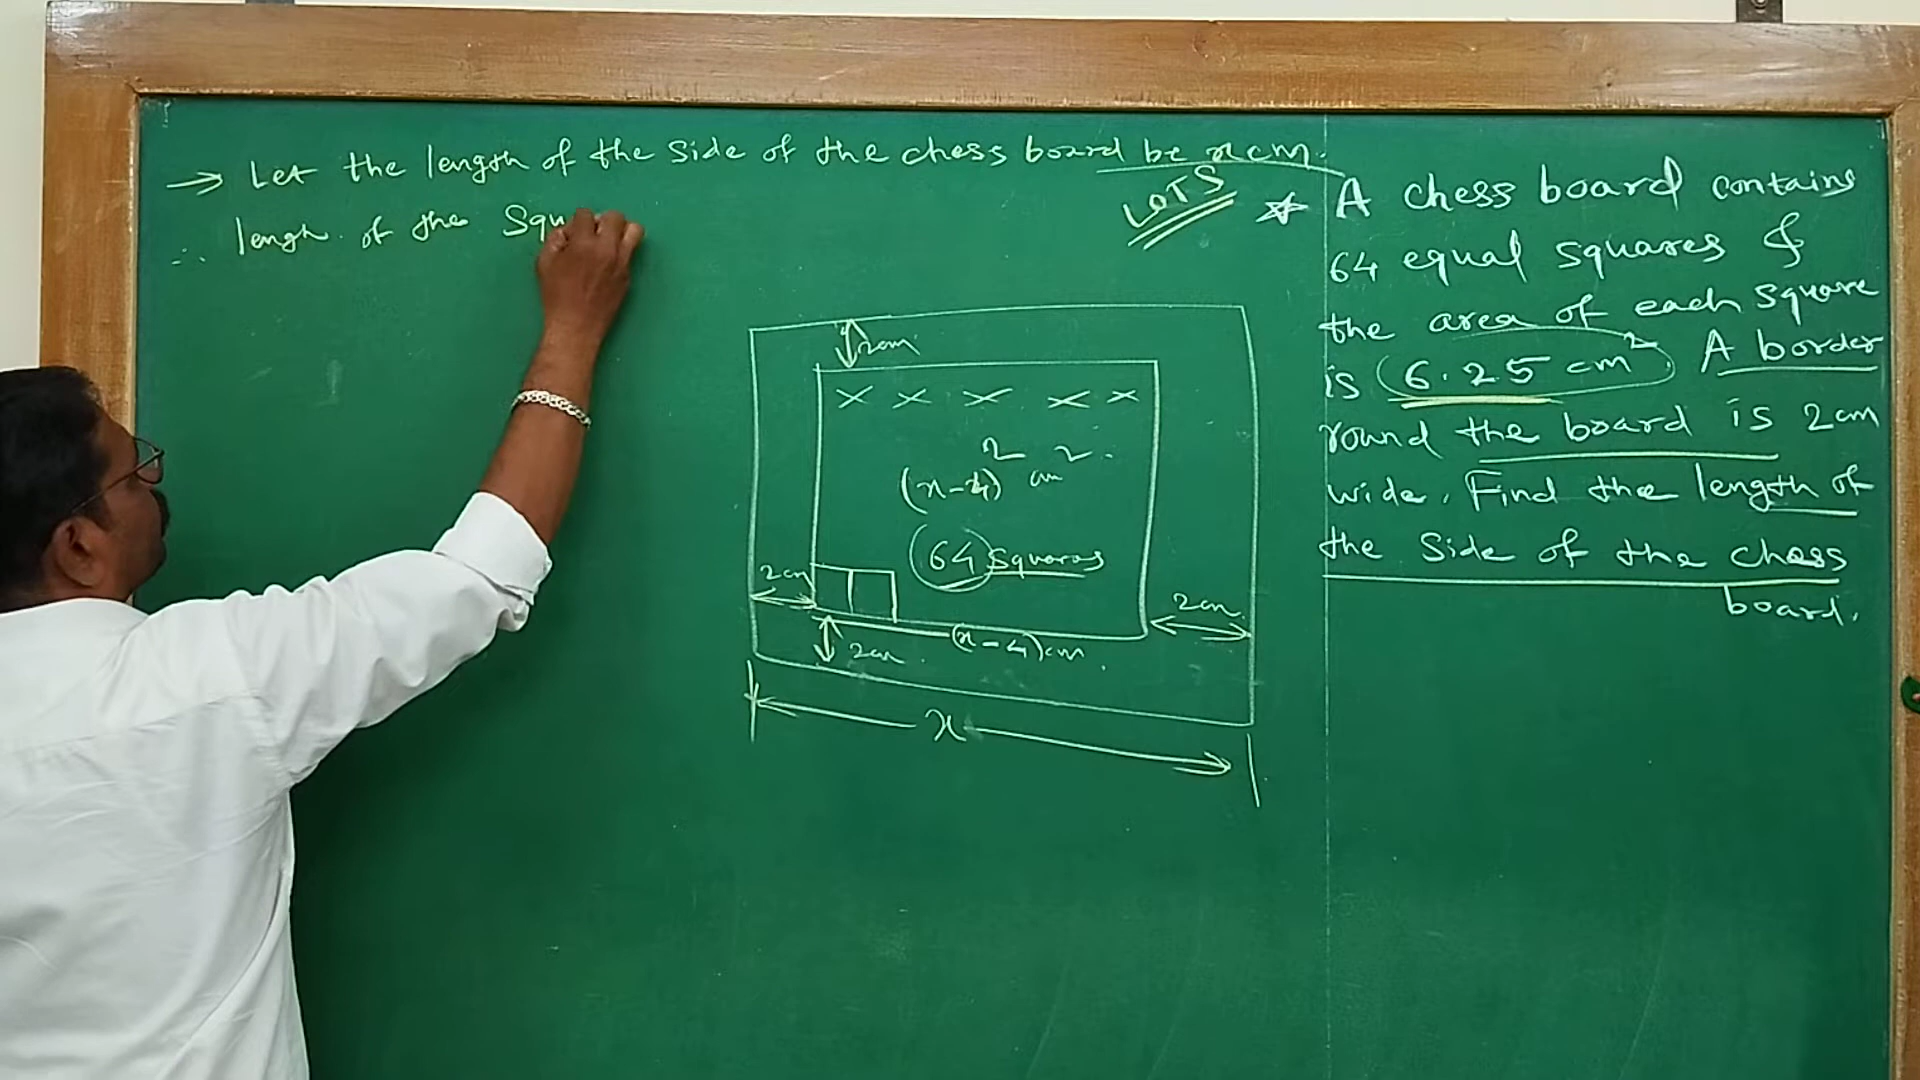 → Let the length of the side of the chess board be x cm.
∴ length of the Squ
LOTS
☆ A chess board contains
64 equal squares &
the area of each square
is 6.25 cm². A border
round the board is 2cm
wide. Find the length of
the side of the chess
board.
2cm
× × × × ×
(x-4)² cm².
64 squares
2cm
2cm
2cm.
(x-4)cm.
x